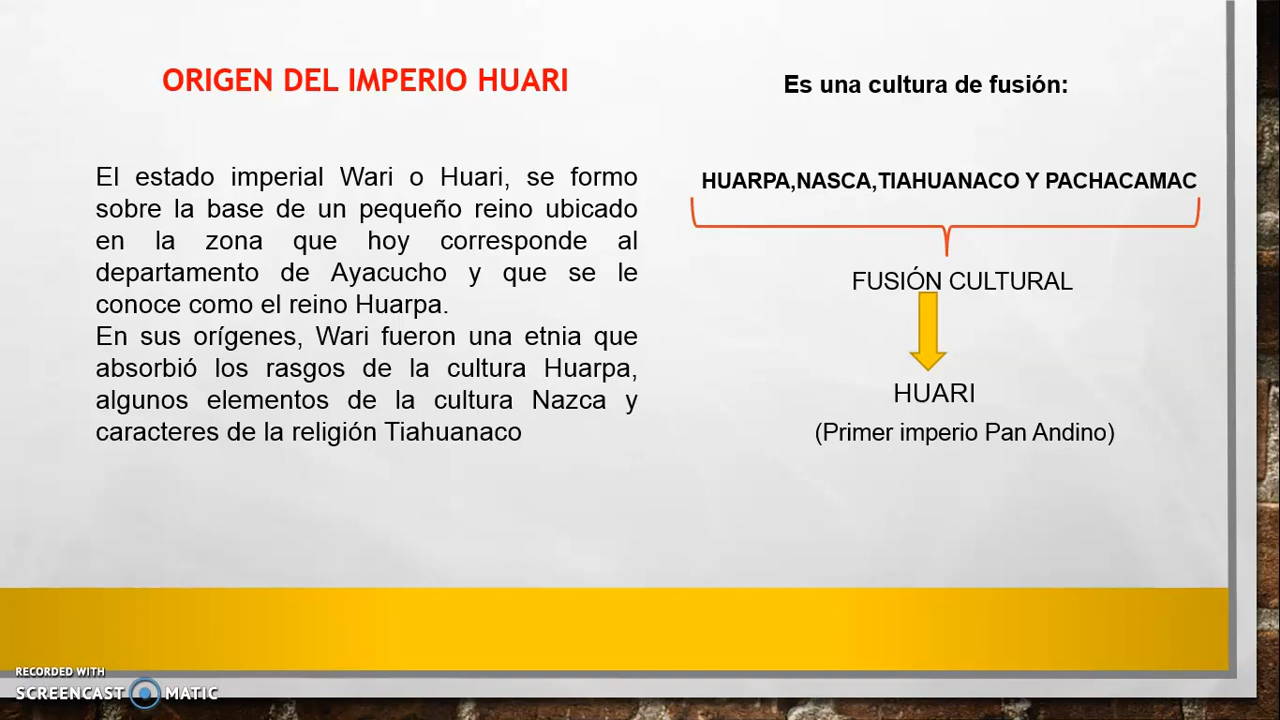 ORIGEN DEL IMPERIO HUARI
El estado imperial Wari o Huari, se formo
sobre la base de un pequeño reino ubicado
en la zona que hoy corresponde al
departamento de Ayacucho y que se le
conoce como el reino Huarpa.
En sus orígenes, Wari fueron una etnia que
absorbió los rasgos de la cultura Huarpa,
algunos elementos de la cultura Nazca y
caracteres de la religión Tiahuanaco
Es una cultura de fusión:
HUARPA,NASCA,TIAHUANACO Y PACHACAMAC
FUSIÓN CULTURAL
HUARI
(Primer imperio Pan Andino)
RECORDED WITH
SCREENCAST MATIC